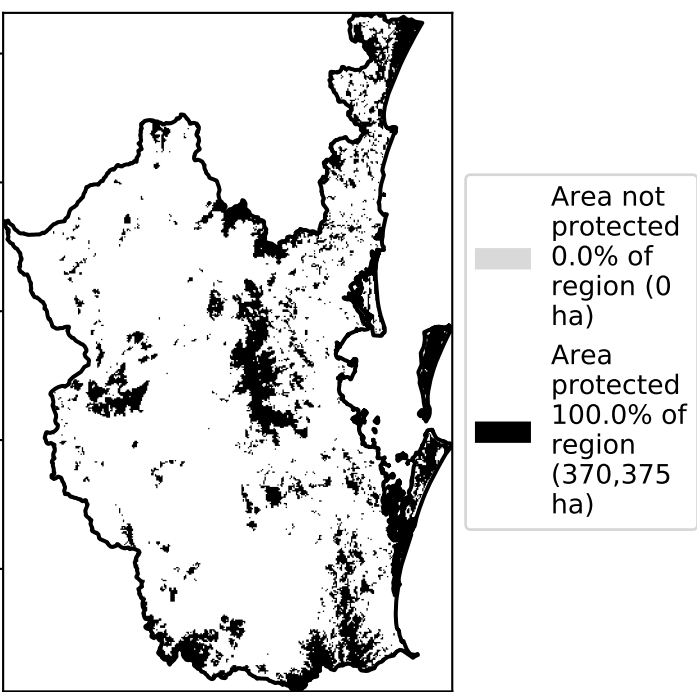 Area not
protected
0.0% of
region (0
ha)
Area
protected
100.0% of
region
(370,375
ha)